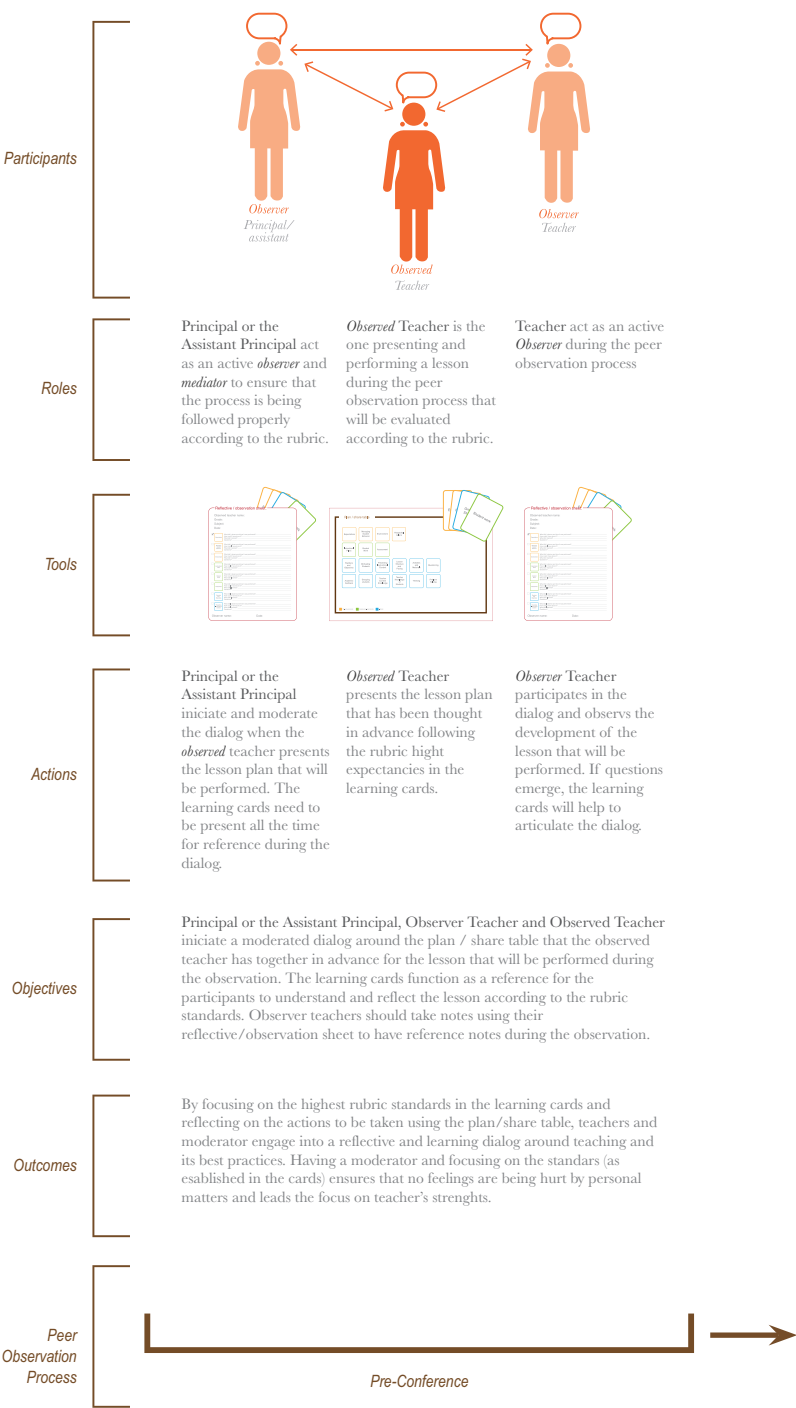 Participants
Observer
Principal/
assistant
Observer
Teacher
Observed
Teacher
Roles
Principal or the
Assistant Principal act
as an active observer and
mediator to ensure that
the process is being
followed properly
according to the rubric.
Observed Teacher is the
one presenting and
performing a lesson
during the peer
observation process that
will be evaluated
according to the rubric.
Teacher act as an active
Observer during the peer
observation process
Tools
Reflective / observation sheet
Reflective / observation sheet
Actions
Principal or the
Assistant Principal
iniciate and moderate
the dialog when the
observed teacher presents
the lesson plan that will
be performed. The
learning cards need to
be present all the time
for reference during the
dialog.
Observed Teacher
presents the lesson plan
that has been thought
in advance following
the rubric hight
expectancies in the
learning cards.
Observer Teacher
participates in the
dialog and observs the
development of the
lesson that will be
performed. If questions
emerge, the learning
cards will help to
articulate the dialog.
Objectives
Principal or the Assistant Principal, Observer Teacher and Observed Teacher
iniciate a moderated dialog around the plan / share table that the observed
teacher has together in advance for the lesson that will be performed during
the observation. The learning cards function as a reference for the
participants to understand and reflect the lesson according to the rubric
standards. Observer teachers should take notes using their
reflective/observation sheet to have reference notes during the observation.
Outcomes
By focusing on the highest rubric standards in the learning cards and
reflecting on the actions to be taken using the plan/share table, teachers and
moderator engage into a reflective and learning dialog around teaching and
its best practices. Having a moderator and focusing on the standars (as
esablished in the cards) ensures that no feelings are being hurt by personal
matters and leads the focus on teacher's strenghts.
Peer
Observation
Process
Pre-Conference